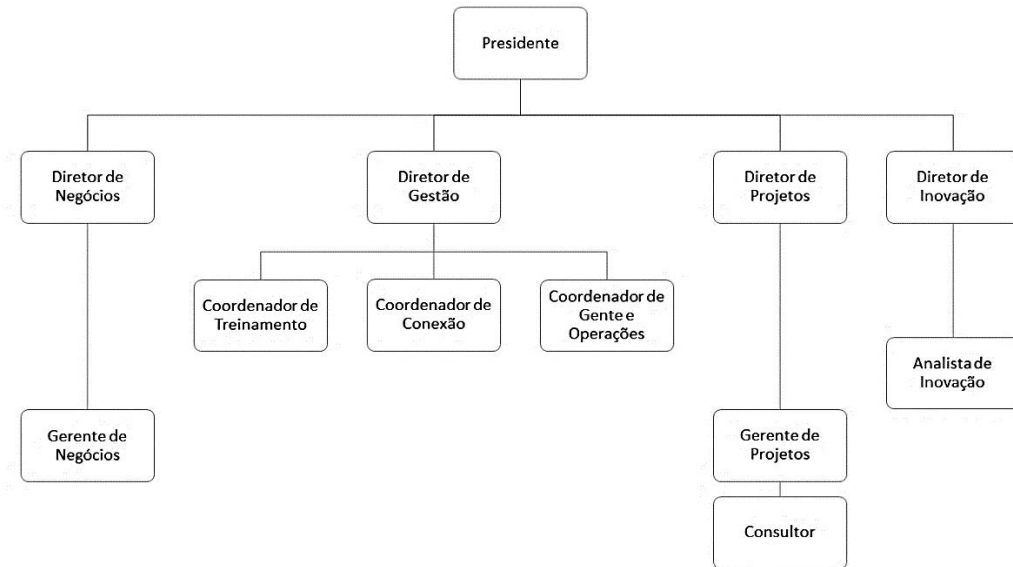 Presidente
Diretor de
Negócios
Diretor de
Gestão
Diretor de
Projetos
Diretor de
Inovação
Coordenador de
Treinamento
Coordenador de
Conexão
Coordenador de
Gente e
Operações
Analista de
Inovação
Gerente de
Negócios
Gerente de
Projetos
Consultor